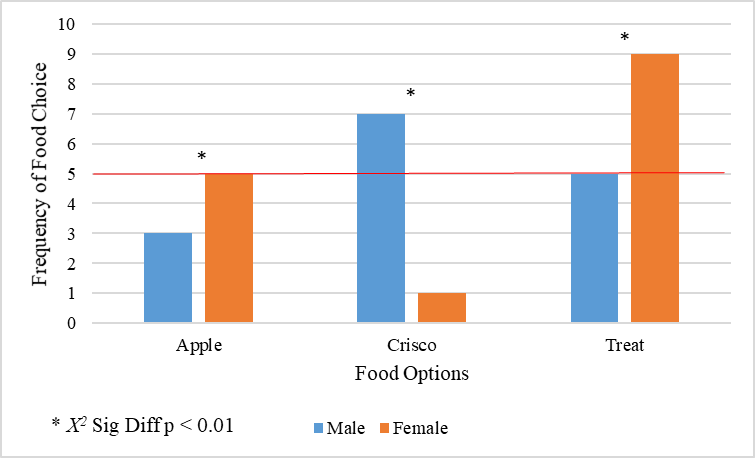 10
9
8
7
6
5
4
3
2
1
0
Frequency of Food Choice
*
*
*
Apple
Crisco
Treat
Food Options
* X² Sig Diff p < 0.01
Male
Female